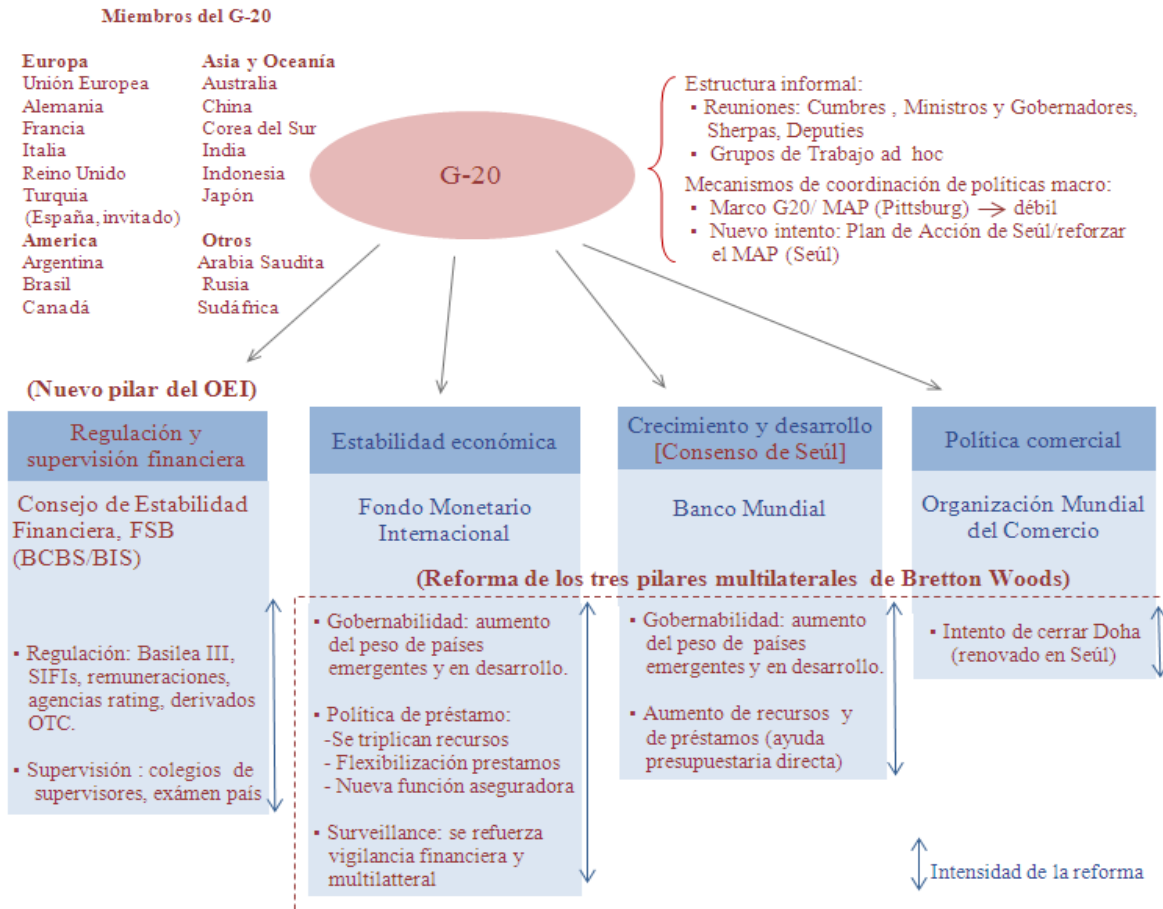 Miembros del G-20
Europa
Unión Europea
Alemania
Francia
Italia
Reino Unido
Turquia
(España, invitado)
America
Argentina
Brasil
Canadá
Asia y Oceanía
Australia
China
Corea del Sur
India
Indonesia
Japón
Otros
Arabia Saudita
Rusia
Sudáfrica
G-20
Estructura informal:
▪ Reuniones: Cumbres , Ministros y Gobernadores,
Sherpas, Deputies
▪ Grupos de Trabajo ad hoc
Mecanismos de coordinación de políticas macro:
▪ Marco G20/ MAP (Pittsburg) → débil
▪ Nuevo intento: Plan de Acción de Seúl/reforzar
el MAP (Seúl)
(Nuevo pilar del OEI)
Regulación y
supervisión financiera
Consejo de Estabilidad
Financiera, FSB
(BCBS/BIS)
▪ Regulación: Basilea III,
SIFIs, remuneraciones,
agencias rating, derivados
OTC.
▪ Supervisión : colegios de
supervisores, exámen país
Estabilidad económica
Fondo Monetario
Internacional
(Reforma de los tres pilares multilaterales de Bretton Woods)
▪ Gobernabilidad: aumento
del peso de países
emergentes y en desarrollo.
▪ Política de préstamo:
-Se triplican recursos
- Flexibilización prestamos
- Nueva función aseguradora
▪ Surveillance: se refuerza
vigilancia financiera y
multilatteral
Crecimiento y desarrollo
[Consenso de Seúl]
Banco Mundial
▪ Gobernabilidad: aumento
del peso de países
emergentes y en desarrollo.
▪ Aumento de recursos y
de préstamos (ayuda
presupuestaria directa)
Política comercial
Organización Mundial
del Comercio
▪ Intento de cerrar Doha
(renovado en Seúl)
Intensidad de la reforma